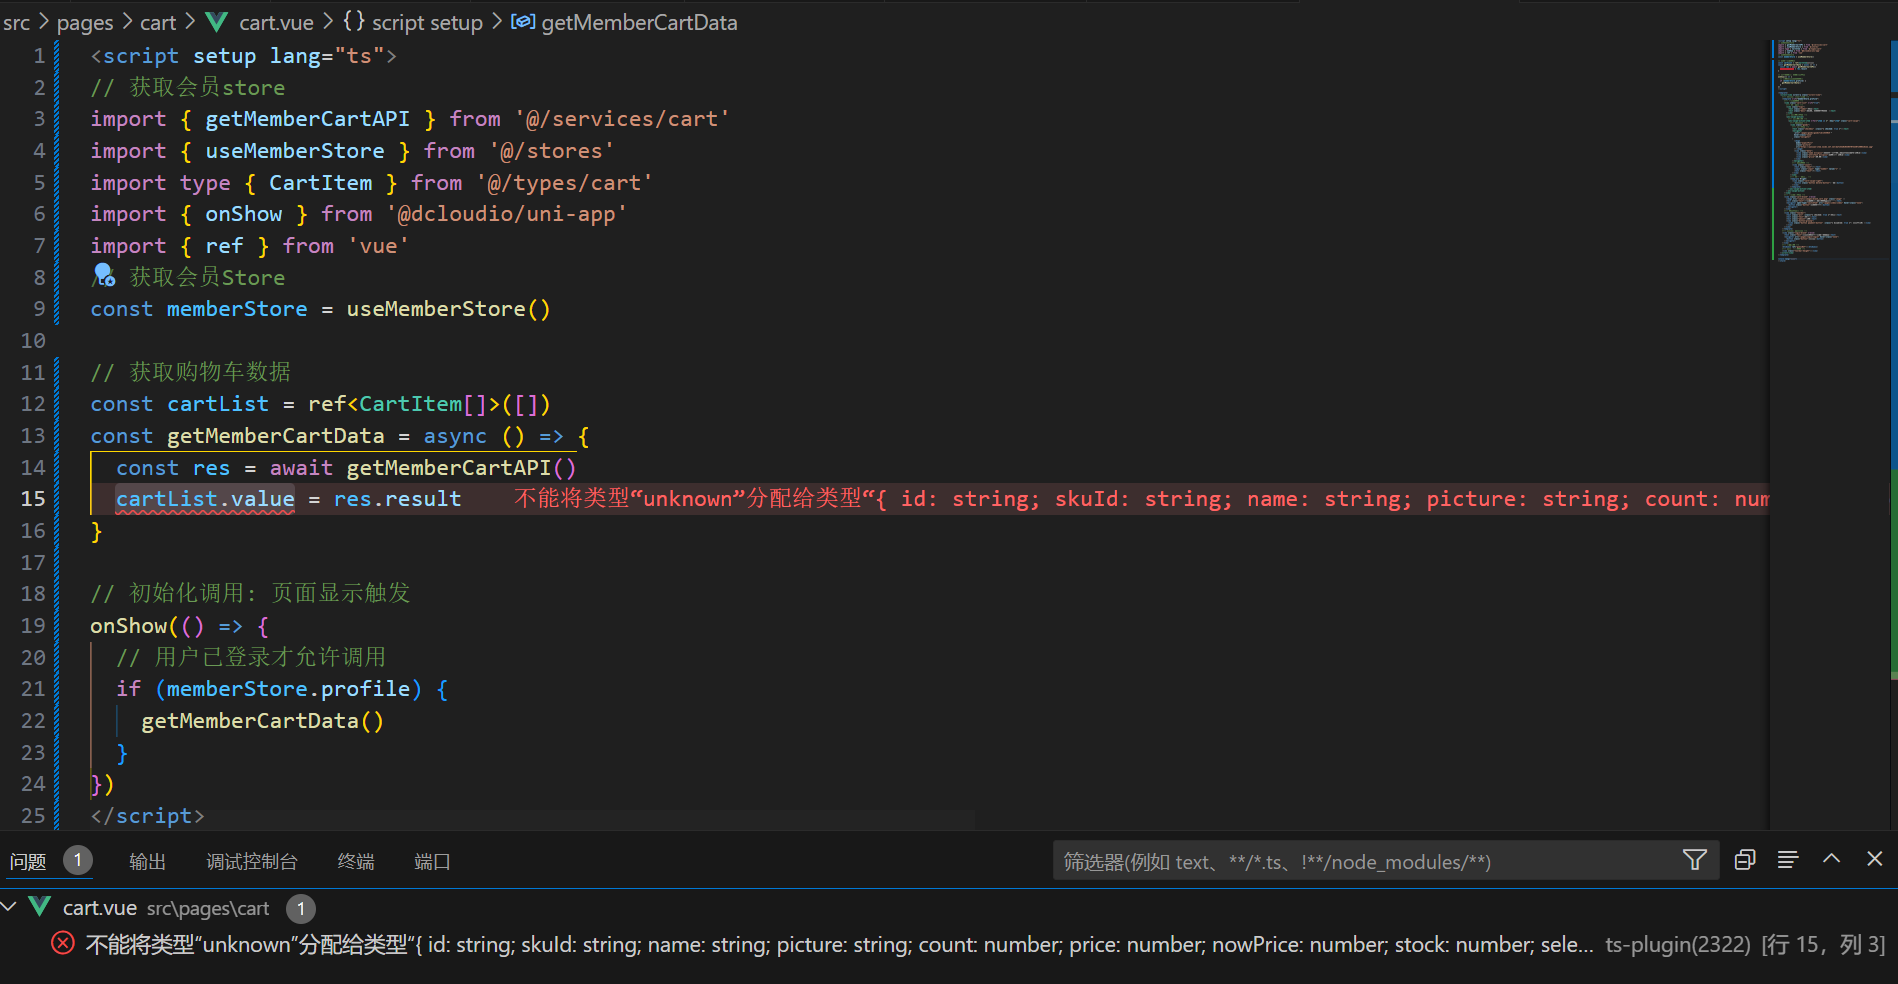 src > pages > cart > cart.vue > {} script setup > getMemberCartData
1 <script setup lang="ts">
2 // 获取会员store
3 import { getMemberCartAPI } from '@/services/cart'
4 import { useMemberStore } from '@/stores'
5 import type { CartItem } from '@/types/cart'
6 import { onShow } from '@dcloudio/uni-app'
7 import { ref } from 'vue'
8 // 获取会员Store
9 const memberStore = useMemberStore()
10
11 // 获取购物车数据
12 const cartList = ref<CartItem[]>([])
13 const getMemberCartData = async () => {
14 const res = await getMemberCartAPI()
15 cartList.value = res.result 不能将类型“unknown”分配给类型“{ id: string; skuId: string; name: string; picture: string; count: num
16 }
17
18 // 初始化调用: 页面显示触发
19 onShow(() => {
20 // 用户已登录才允许调用
21 if (memberStore.profile) {
22 getMemberCartData()
23 }
24 })
25 </script>
问题 1 输出 调试控制台 终端 端口 筛选器(例如 text、**/*.ts、!**/node_modules/**)
cart.vue src\pages\cart 1
不能将类型“unknown”分配给类型“{ id: string; skuId: string; name: string; picture: string; count: number; price: number; nowPrice: number; stock: number; sele... ts-plugin(2322) [行 15，列 3]